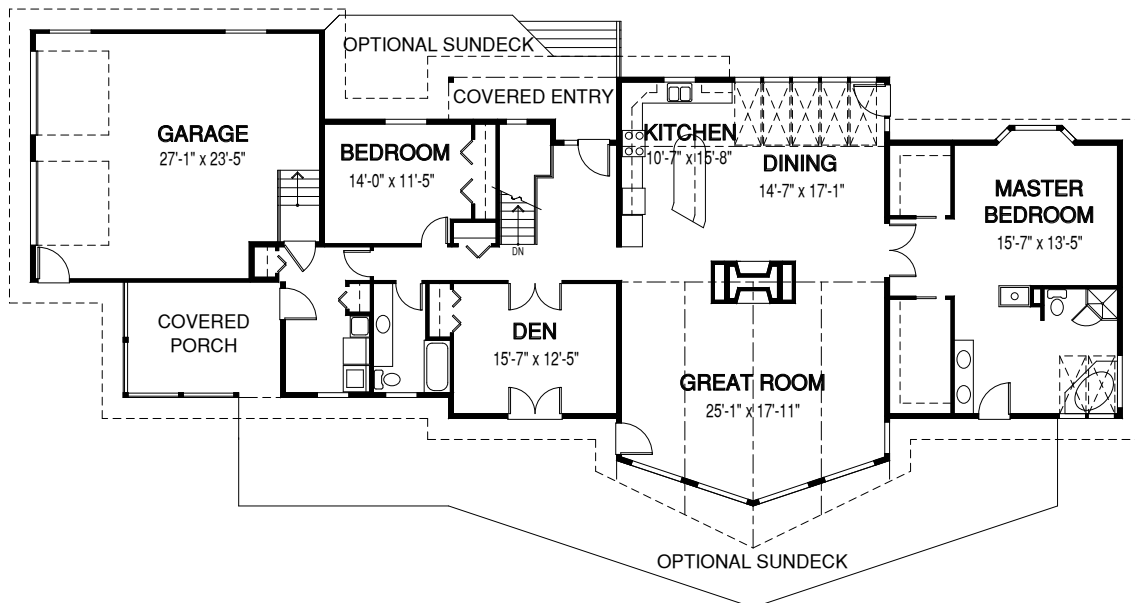 OPTIONAL SUNDECK
COVERED ENTRY
GARAGE
27'-1" x 23'-5"
BEDROOM
14'-0" x 11'-5"
KITCHEN
10'-7" x 15'-8"
DINING
14'-7" x 17'-1"
MASTER
BEDROOM
15'-7" x 13'-5"
DN
COVERED
PORCH
DEN
15'-7" x 12'-5"
GREAT ROOM
25'-1" x 17'-11"
OPTIONAL SUNDECK